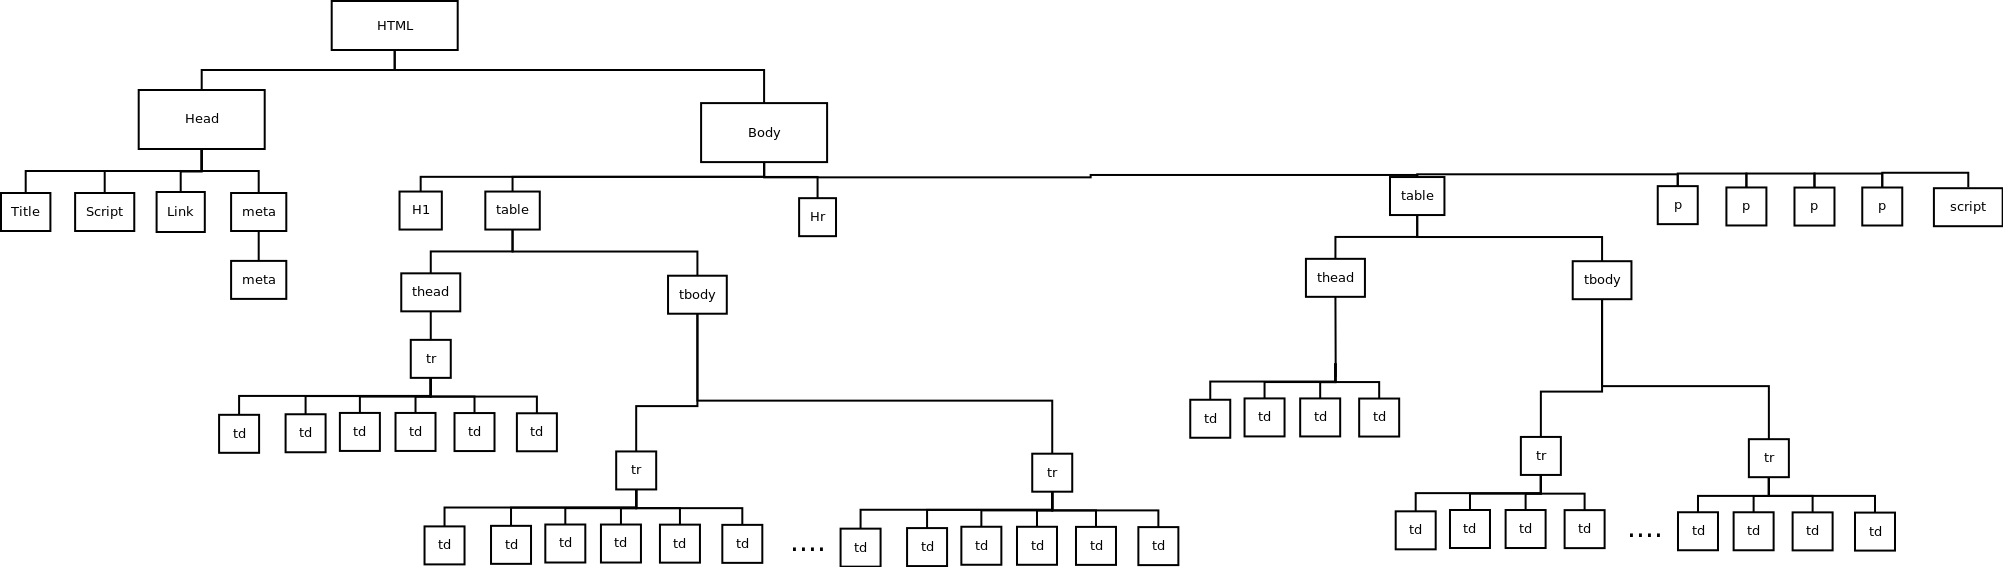 HTML
Head
Body
Title Script Link meta H1 table Hr table p p p p script
meta thead tbody thead tbody
tr
td td td td td td td td td td
tr tr tr tr
td td td td td td .... td td td td td td td td td td .... td td td td